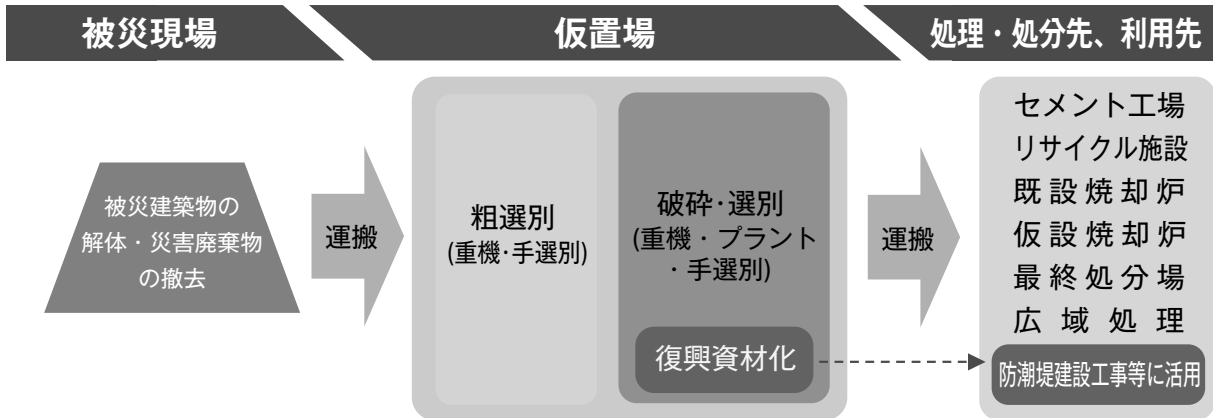 被災現場
仮置場
処理・処分先、利用先
被災建築物の
解体・災害廃棄物
の撤去
運搬
粗選別
(重機･手選別)
破砕･選別
(重機・プラント
・手選別)
復興資材化
運搬
セメント工場
リサイクル施設
既設焼却炉
仮設焼却炉
最終処分場
広域処理
防潮堤建設工事等に活用